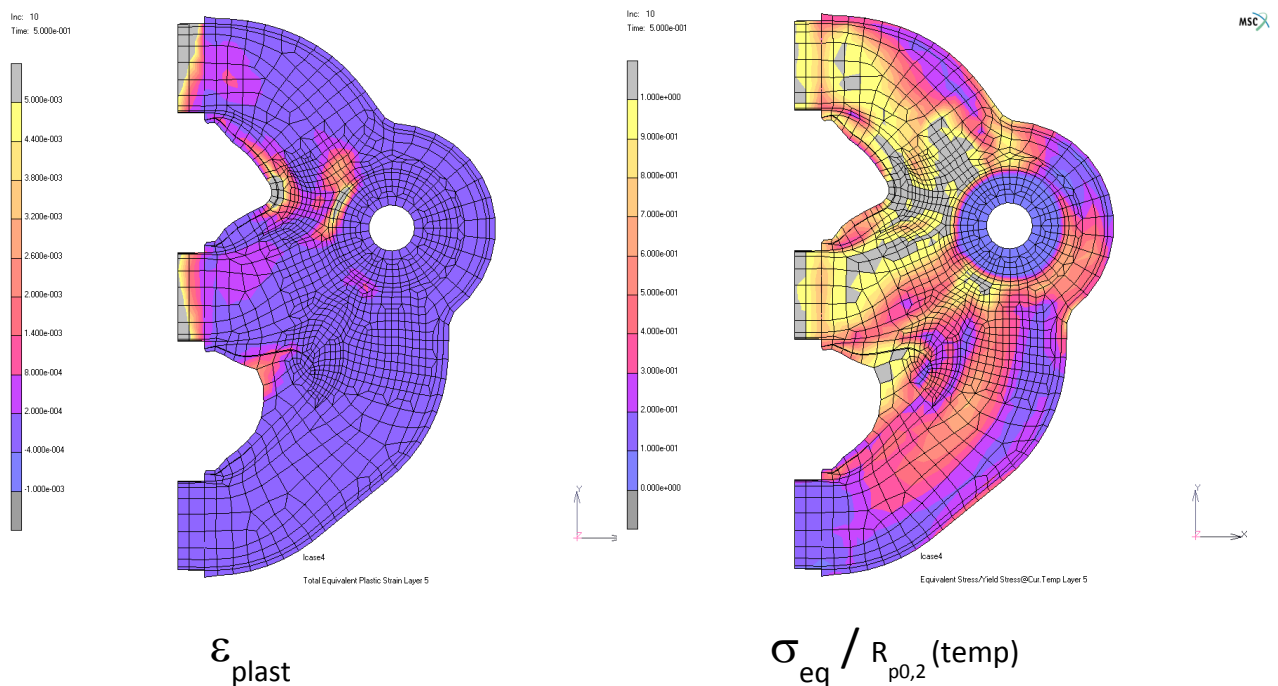 Inc: 10
Time: 5.000e-001
5.000e-003
4.400e-003
3.800e-003
3.200e-003
2.600e-003
2.000e-003
1.400e-003
8.000e-004
2.000e-004
-4.000e-004
-1.000e-003
Y
Z
lcase4
Total Equivalent Plastic Strain Layer 5
Inc: 10
Time: 5.000e-001
MSC
1.000e+000
9.000e-001
8.000e-001
7.000e-001
6.000e-001
5.000e-001
4.000e-001
3.000e-001
2.000e-001
1.000e-001
0.000e+000
Y
Z
X
lcase4
Equivalent Stress/Yield Stress@Cur.Temp Layer 5
εplast
σeq / Rp0,2 (temp)